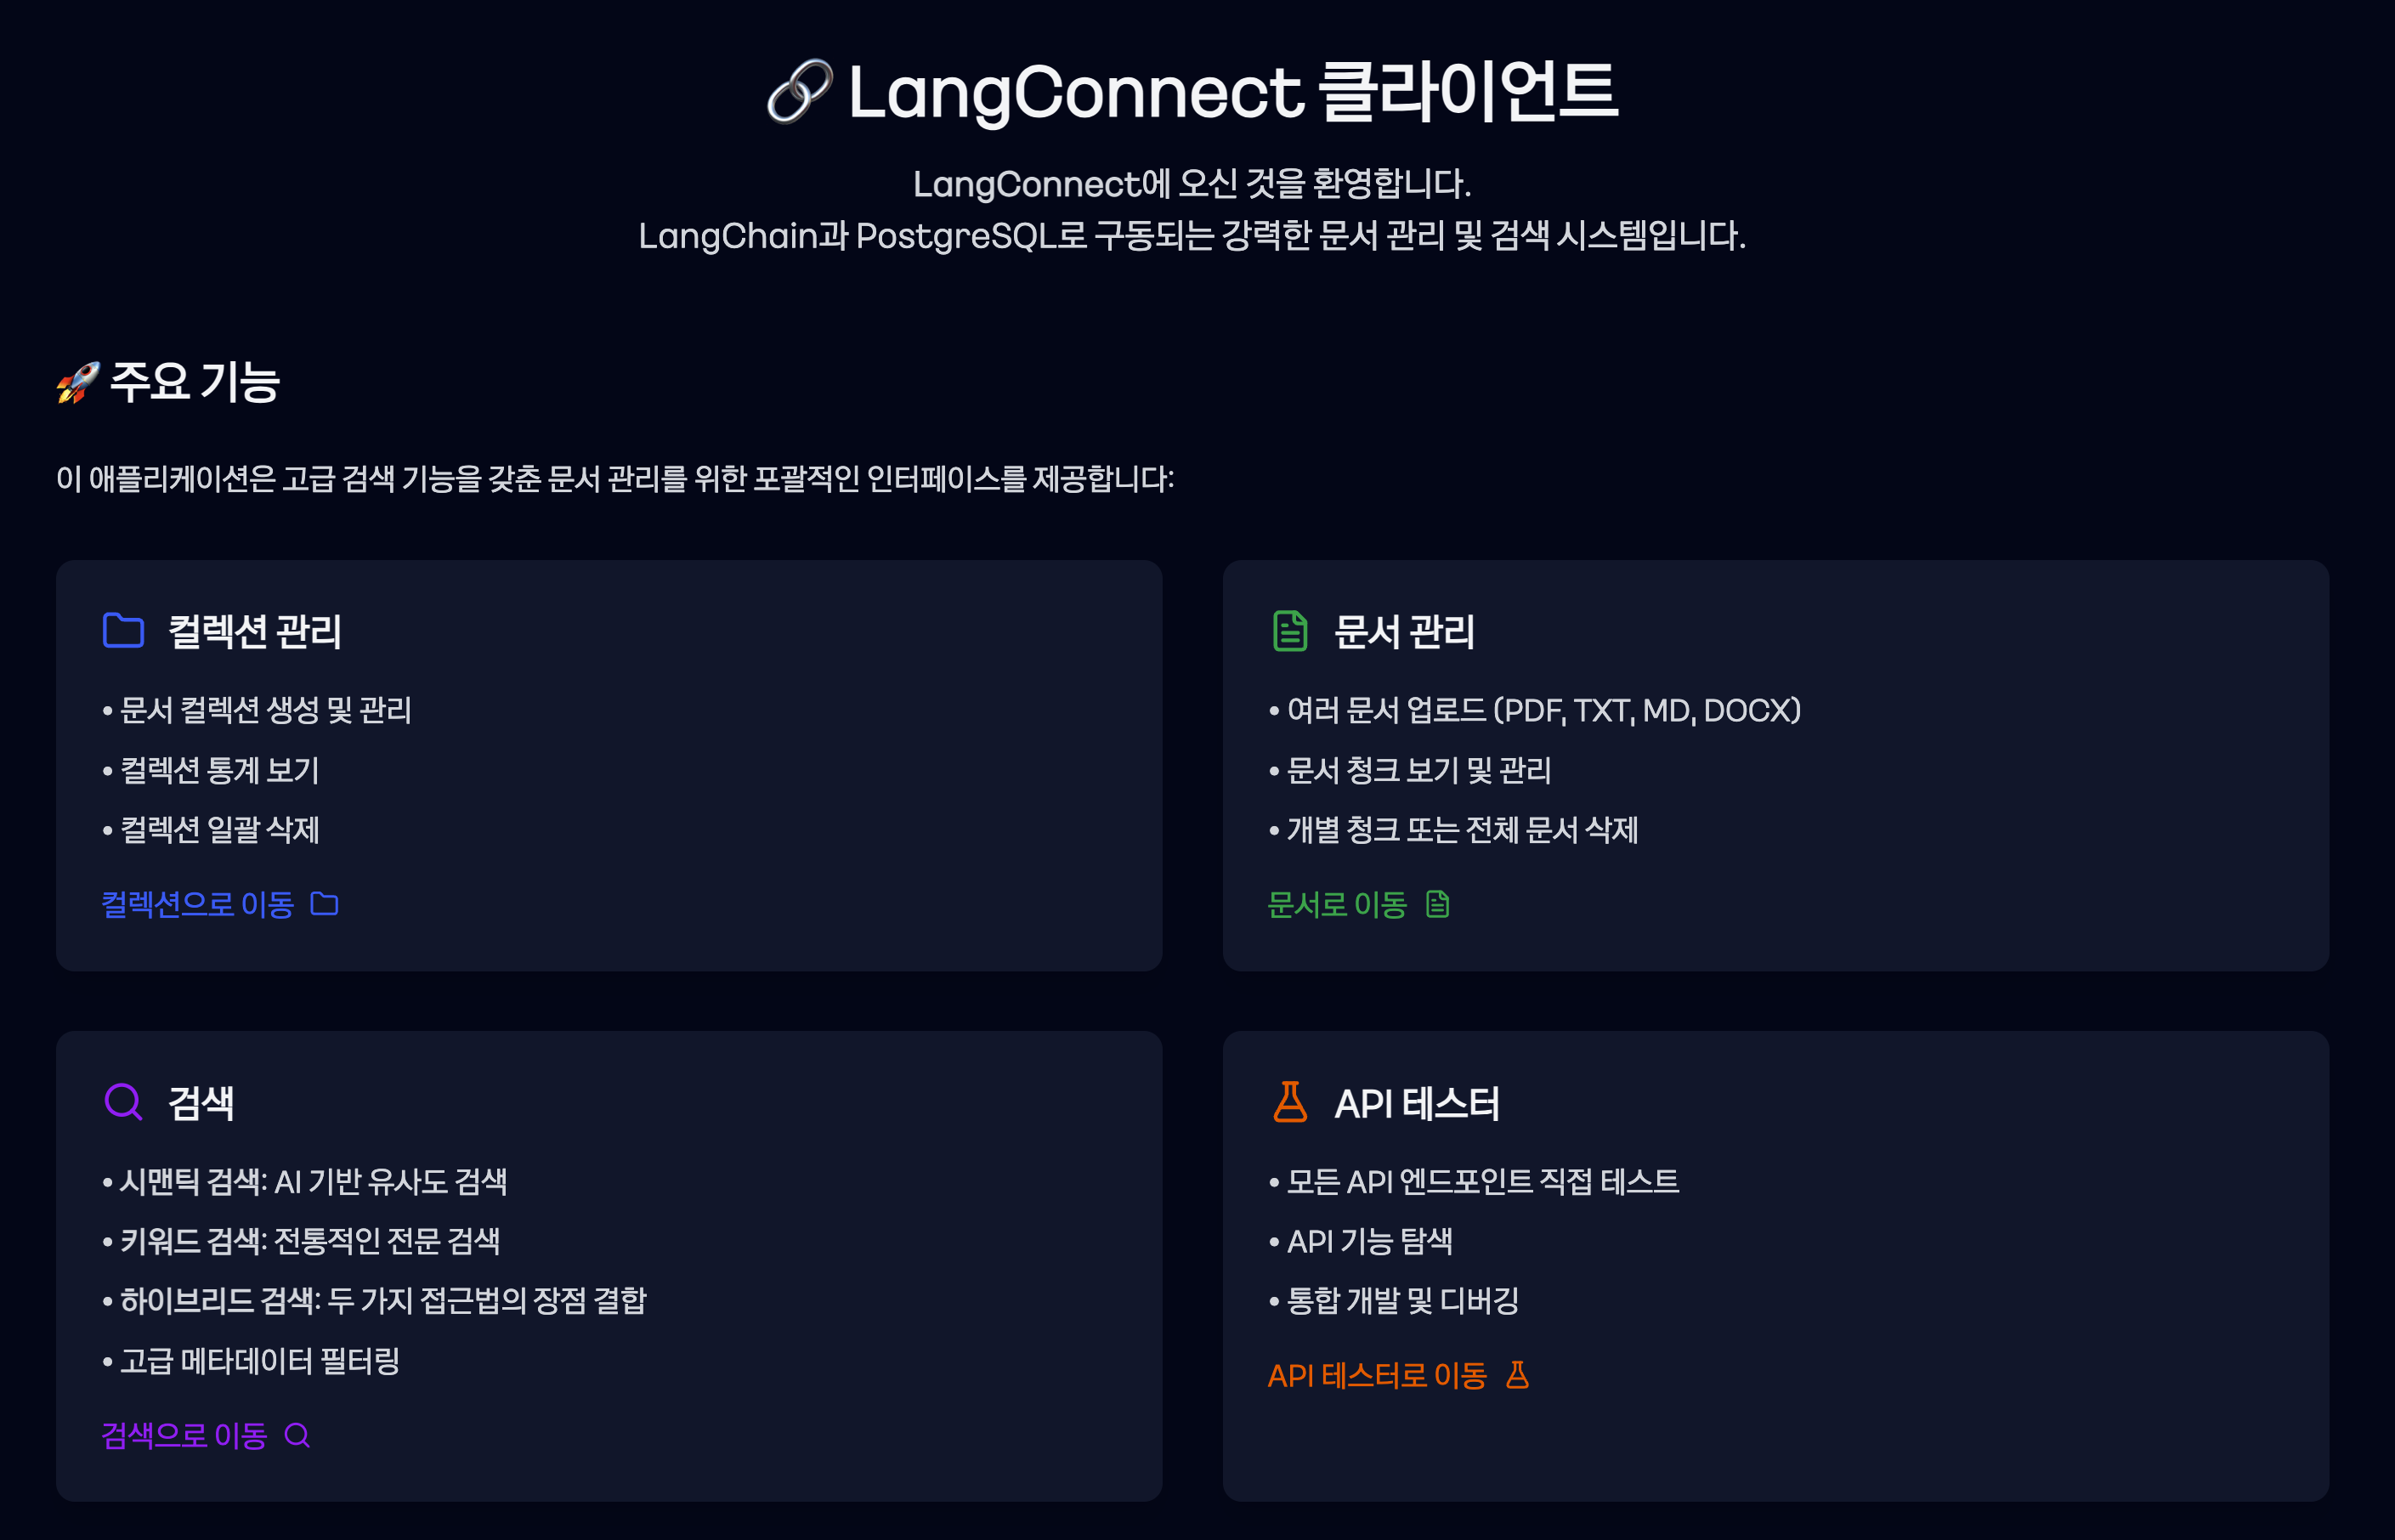 🔗 LangConnect 클라이언트
LangConnect에 오신 것을 환영합니다.
LangChain과 PostgreSQL로 구동되는 강력한 문서 관리 및 검색 시스템입니다.
🚀 주요 기능
이 애플리케이션은 고급 검색 기능을 갖춘 문서 관리를 위한 포괄적인 인터페이스를 제공합니다:
컬렉션 관리
• 문서 컬렉션 생성 및 관리
• 컬렉션 통계 보기
• 컬렉션 일괄 삭제
컬렉션으로 이동
문서 관리
• 여러 문서 업로드 (PDF, TXT, MD, DOCX)
• 문서 청크 보기 및 관리
• 개별 청크 또는 전체 문서 삭제
문서로 이동
검색
• 시맨틱 검색: AI 기반 유사도 검색
• 키워드 검색: 전통적인 전문 검색
• 하이브리드 검색: 두 가지 접근법의 장점 결합
• 고급 메타데이터 필터링
검색으로 이동
API 테스터
• 모든 API 엔드포인트 직접 테스트
• API 기능 탐색
• 통합 개발 및 디버깅
API 테스터로 이동